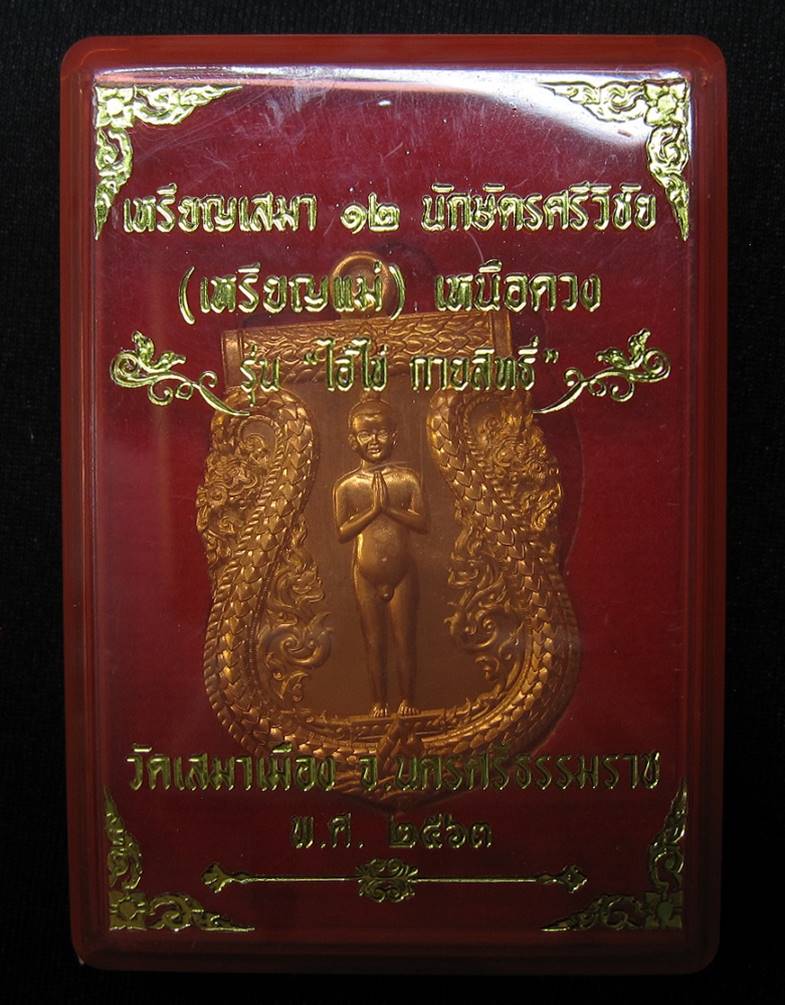 เหรียญเสมา ๑๒ นักษัตรศรีวิชัย
(เหรียญแม่) เหนือดวง
รุ่น "ไอ้ไข่ กายสิทธิ์"
วัดเสมาเมือง จ.นครศรีธรรมราช
พ.ศ. ๒๕๖๓